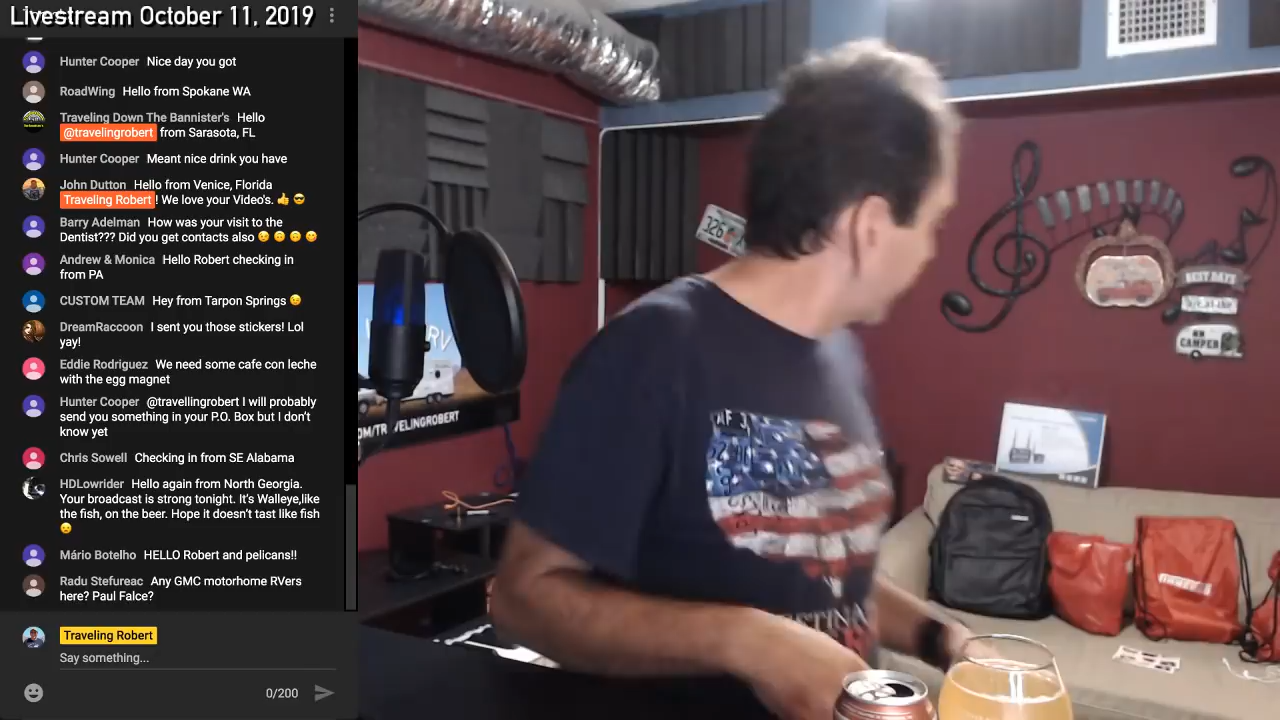 Livestream October 11, 2019
Hunter Cooper Nice day you got
RoadWing Hello from Spokane WA
Traveling Down The Bannister's Hello
@travelingrobert from Sarasota, FL
Hunter Cooper Meant nice drink you have
John Dutton Hello from Venice, Florida
Traveling Robert! We love your Video's. 👍 😎
Barry Adelman How was your visit to the
Dentist??? Did you get contacts also
Andrew & Monica Hello Robert checking in
from PA
CUSTOM TEAM Hey from Tarpon Springs
DreamRaccoon I sent you those stickers! Lol
yay!
Eddie Rodriguez We need some cafe con leche
with the egg magnet
Hunter Cooper @travellingrobert I will probably
send you something in your P.O. Box but I don't
know yet
Chris Sowell Checking in from SE Alabama
HDLowrider Hello again from North Georgia.
Your broadcast is strong tonight. It's Walleye,like
the fish, on the beer. Hope it doesn't tast like fish
Mário Botelho HELLO Robert and pelicans!!
Radu Stefureac Any GMC motorhome RVers
here? Paul Falce?
Traveling Robert
Say something...
0/200
RV
OM/TRAVELINGROBERT
326
BEST DAYS
CAMPER